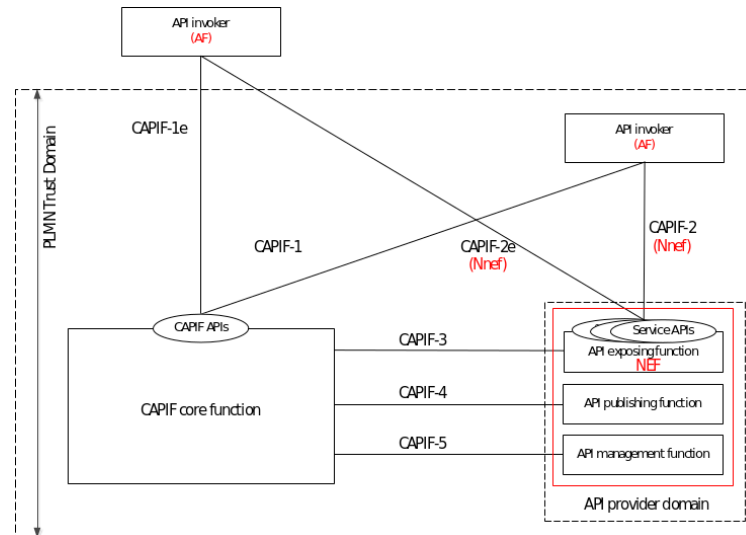 API invoker
(AF)
CAPIF-1e
API invoker
(AF)
PLMN Trust Domain
CAPIF-1
CAPIF-2e
(Nnef)
CAPIF-2
(Nnef)
CAPIF APIs
Service APIs
CAPIF-3
API exposing function
NEF
CAPIF core function
CAPIF-4
API publishing function
CAPIF-5
API management function
API provider domain